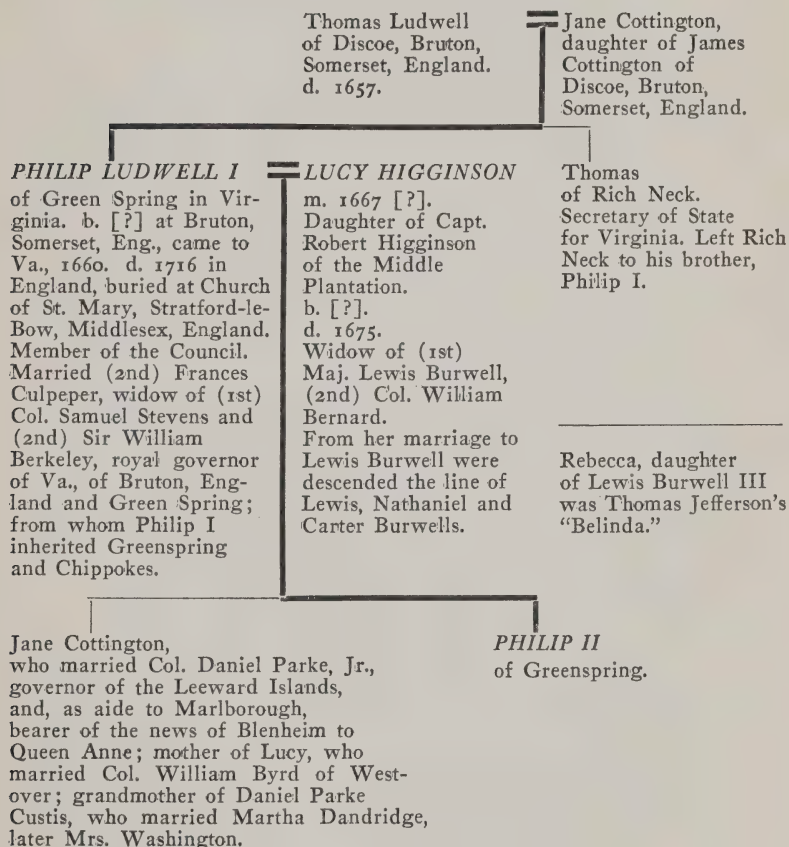 Thomas Ludwell
of Discoe, Bruton,
Somerset, England.
d. 1657.
Jane Cottington,
daughter of James
Cottington of
Discoe, Bruton,
Somerset, England.
PHILIP LUDWELL I
of Green Spring in Vir-
ginia. b. [?] at Bruton,
Somerset, Eng., came to
Va., 1660. d. 1716 in
England, buried at Church
of St. Mary, Stratford-le-
Bow, Middlesex, England.
Member of the Council.
Married (2nd) Frances
Culpeper, widow of (1st)
Col. Samuel Stevens and
(2nd) Sir William
Berkeley, royal governor
of Va., of Bruton, Eng-
land and Green Spring;
from whom Philip I
inherited Greenspring
and Chippokes.
LUCY HIGGINSON
m. 1667 [?].
Daughter of Capt.
Robert Higginson
of the Middle
Plantation.
b. [?].
d. 1675.
Widow of (1st)
Maj. Lewis Burwell,
(2nd) Col. William
Bernard.
From her marriage to
Lewis Burwell were
descended the line of
Lewis, Nathaniel and
Carter Burwells.
Thomas
of Rich Neck.
Secretary of State
for Virginia. Left Rich
Neck to his brother,
Philip I.
Rebecca, daughter
of Lewis Burwell III
was Thomas Jefferson's
"Belinda."
Jane Cottington,
who married Col. Daniel Parke, Jr.,
governor of the Leeward Islands,
and, as aide to Marlborough,
bearer of the news of Blenheim to
Queen Anne; mother of Lucy, who
married Col. William Byrd of West-
over; grandmother of Daniel Parke
Custis, who married Martha Dandridge,
later Mrs. Washington.
PHILIP II
of Greenspring.